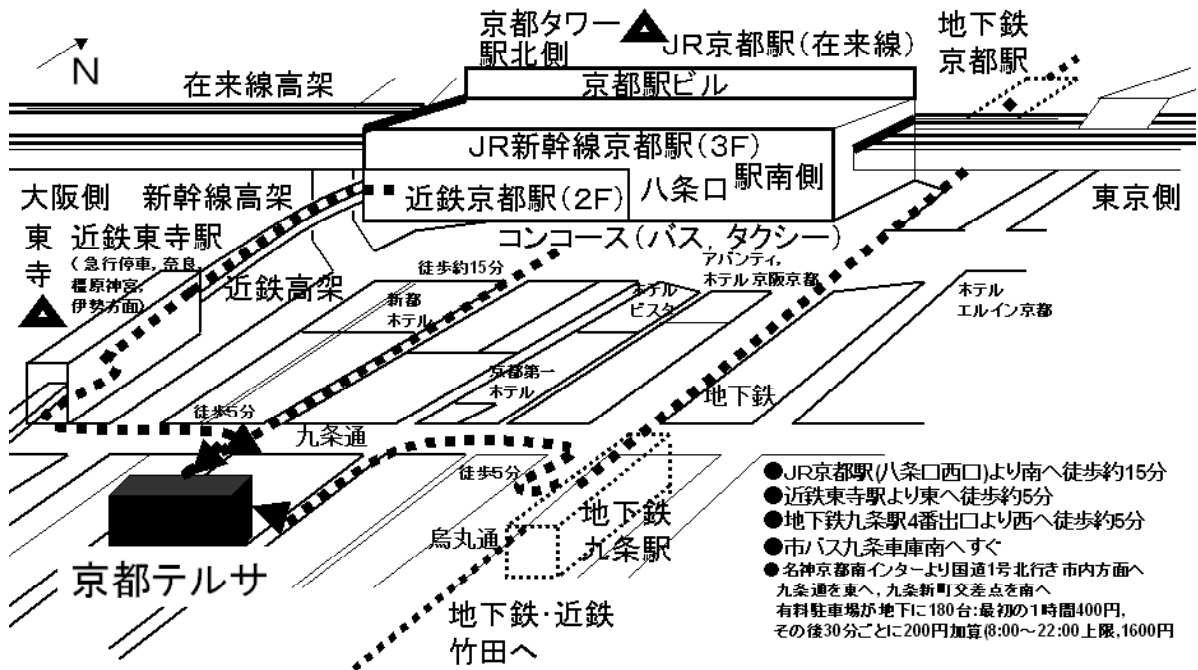 京都タワー
駅北側
JR京都駅(在来線)
地下鉄
京都駅
N
在来線高架
京都駅ビル
JR新幹線京都駅(3F)
駅南側
八条口
近鉄京都駅(2F)
大阪側
新幹線高架
東京側
コンコース(バス,タクシー)
東寺
近鉄東寺駅
(急行停車,奈良,
橿原神宮,
伊勢方面)
近鉄高架
徒歩約15分
アバンティ,
ホテル京阪京都
新都
ホテル
ホテル
ビスタ
ホテル
エルイン京都
京都第一
ホテル
地下鉄
徒歩5分
九条通
徒歩5分
烏丸通
地下鉄
九条駅
京都テルサ
地下鉄・近鉄
竹田へ
●JR京都駅(八条口西口)より南へ徒歩約15分
●近鉄東寺駅より東へ徒歩約5分
●地下鉄九条駅4番出口より西へ徒歩約5分
●市バス九条車庫南へすぐ
●名神京都南インターより国道1号北行き市内方面へ
九条通を東へ,九条新町交差点を南へ
有料駐車場が地下に180台:最初の1時間400円,
その後30分ごとに200円加算(8:00～22:00上限,1600円